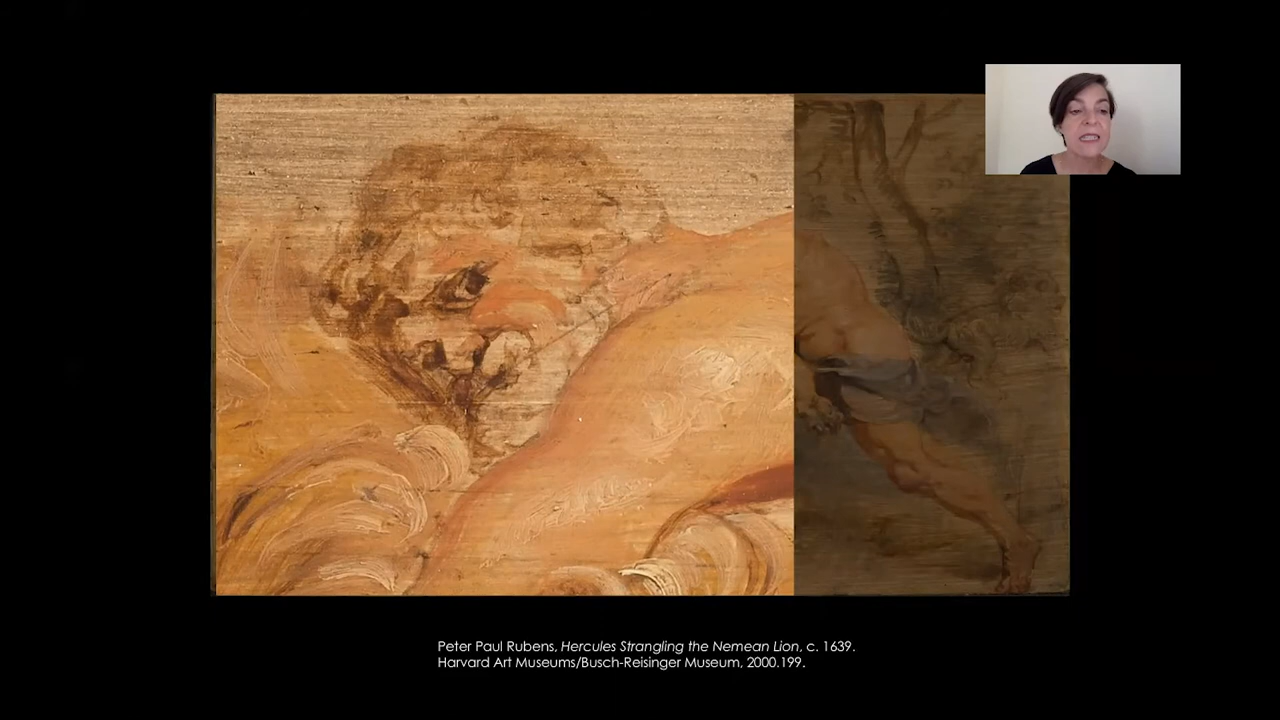 Peter Paul Rubens, Hercules Strangling the Nemean Lion, c. 1639.
Harvard Art Museums/Busch-Reisinger Museum, 2000.199.